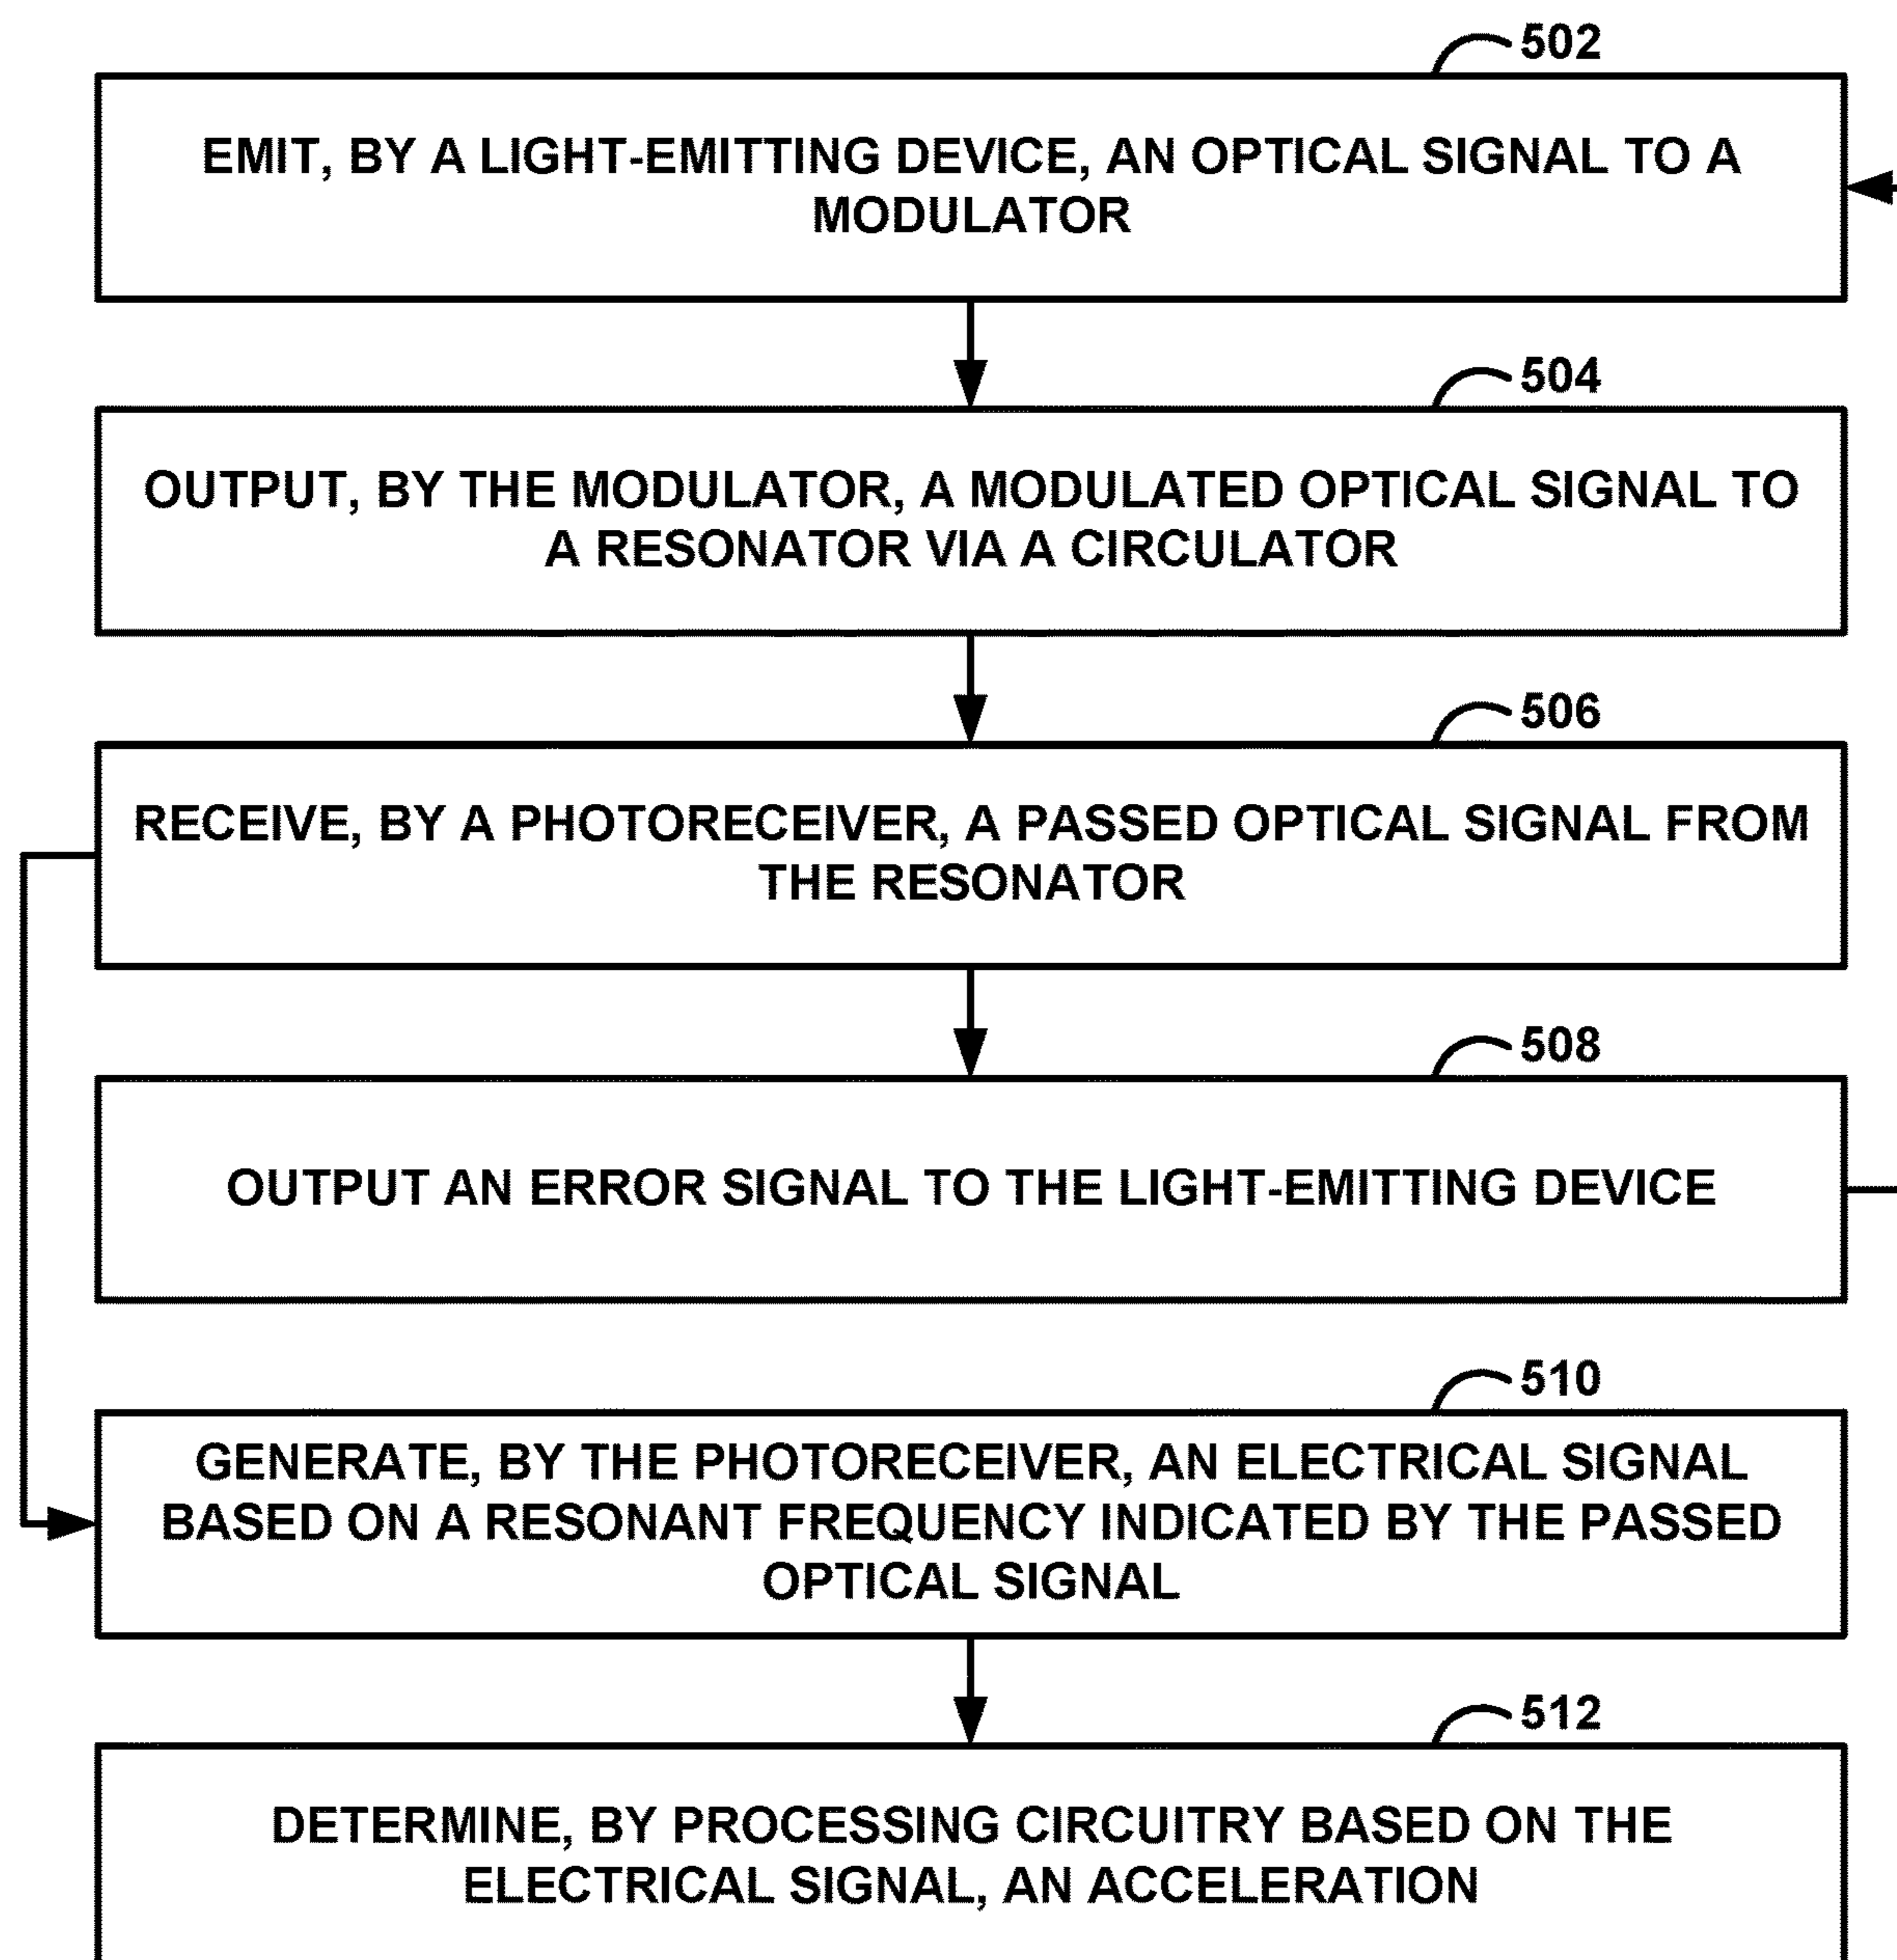 502
EMIT, BY A LIGHT-EMITTING DEVICE, AN OPTICAL SIGNAL TO A
MODULATOR
504
OUTPUT, BY THE MODULATOR, A MODULATED OPTICAL SIGNAL TO
A RESONATOR VIA A CIRCULATOR
506
RECEIVE, BY A PHOTORECEIVER, A PASSED OPTICAL SIGNAL FROM
THE RESONATOR
508
OUTPUT AN ERROR SIGNAL TO THE LIGHT-EMITTING DEVICE
510
GENERATE, BY THE PHOTORECEIVER, AN ELECTRICAL SIGNAL
BASED ON A RESONANT FREQUENCY INDICATED BY THE PASSED
OPTICAL SIGNAL
512
DETERMINE, BY PROCESSING CIRCUITRY BASED ON THE
ELECTRICAL SIGNAL, AN ACCELERATION